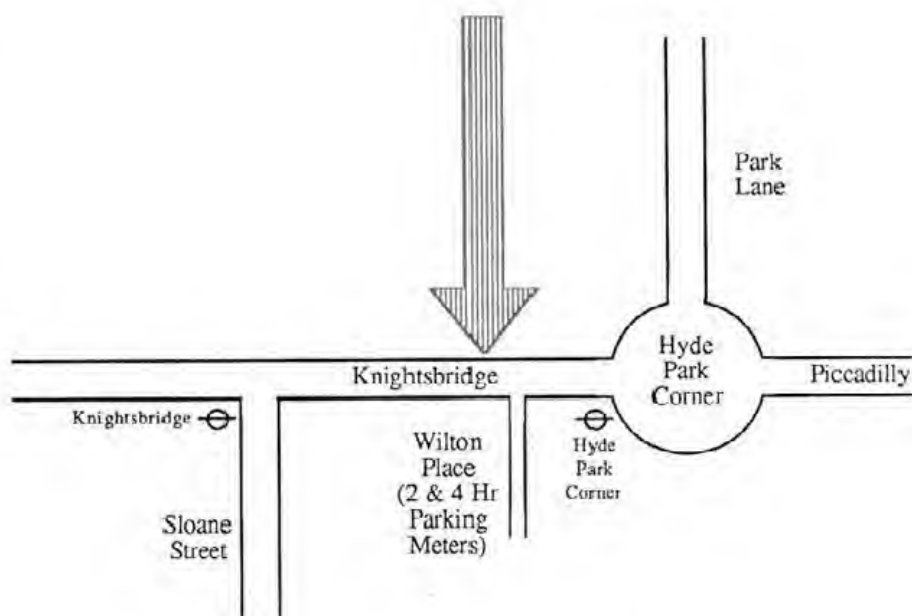 Park
Lane
Hyde
Park
Corner
Knightsbridge
Piccadilly
Knightsbridge
Wilton
Place
(2 & 4 Hr
Parking
Meters)
Hyde
Park
Corner
Sloane
Street